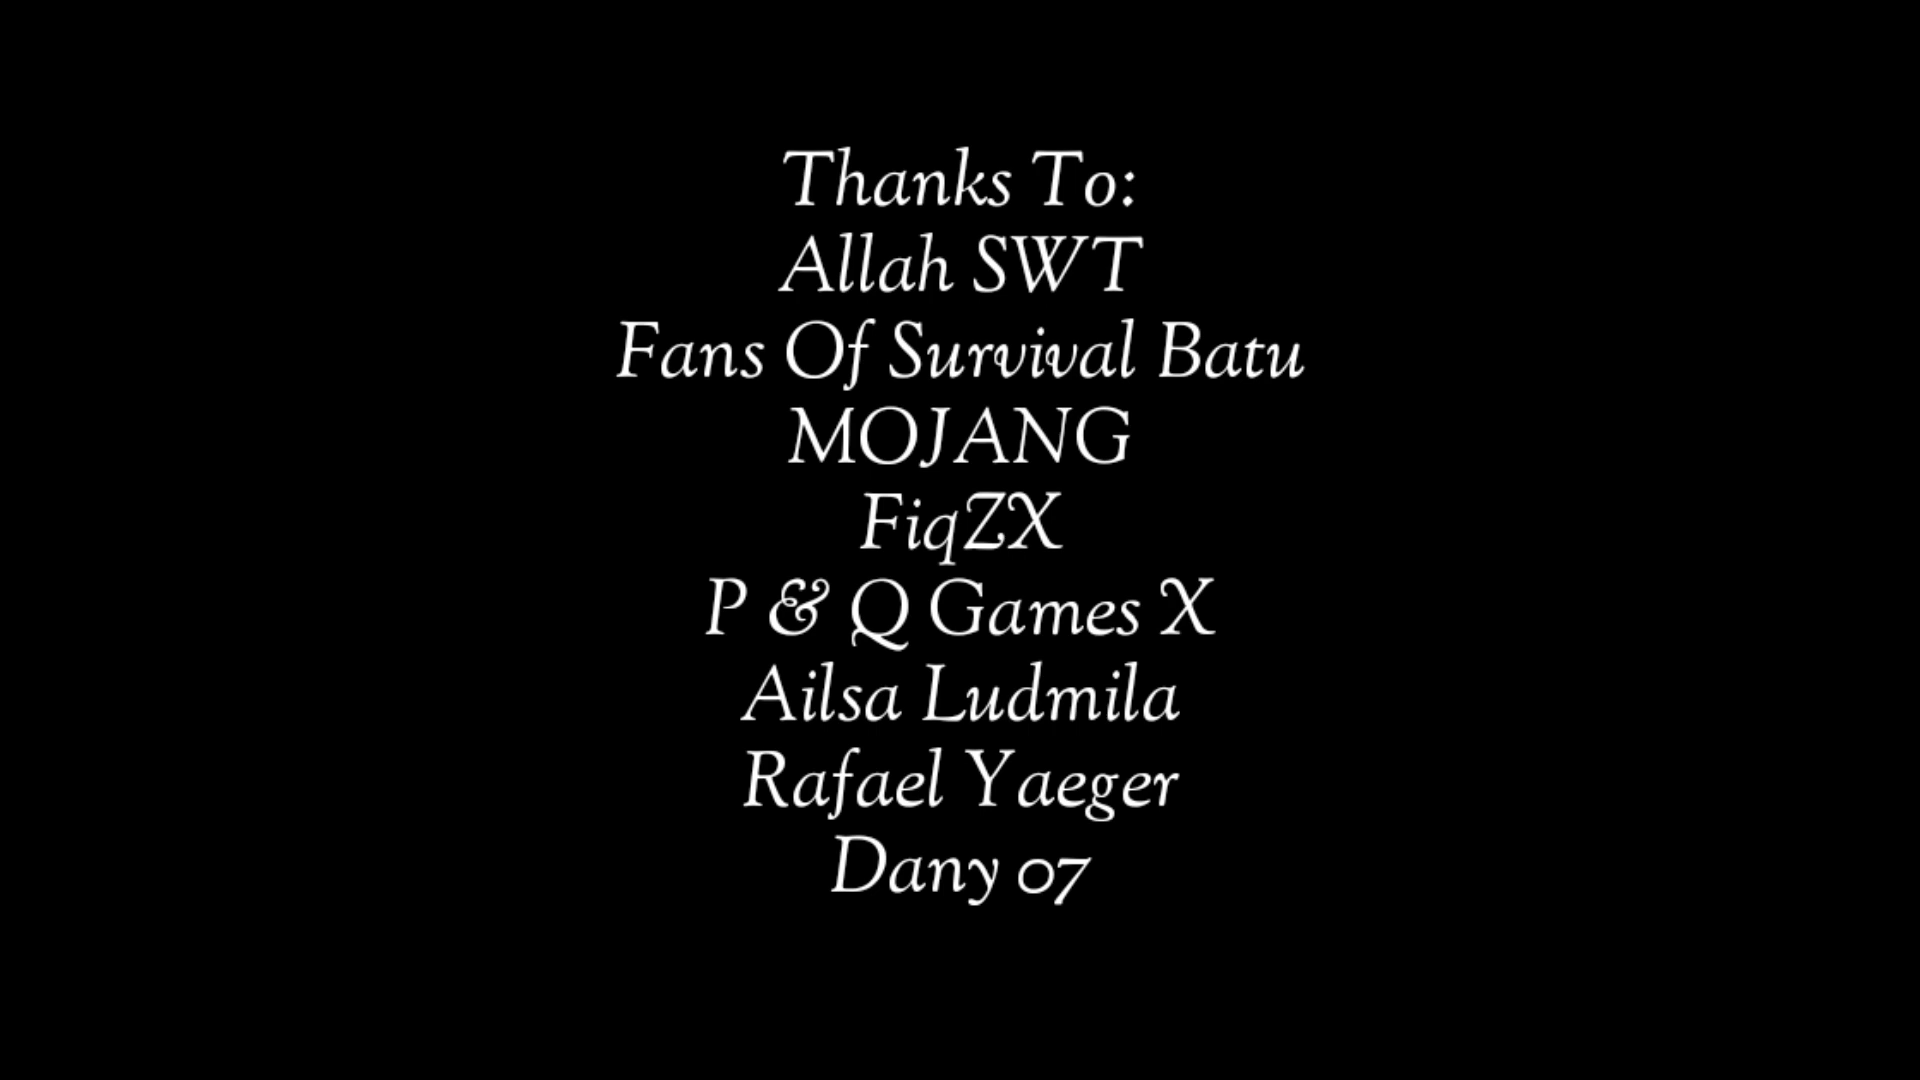 Thanks To:
Allah SWT
Fans Of Survival Batu
MOJANG
FiqZX
P & Q Games X
Ailsa Ludmila
Rafael Yaeger
Dany 07